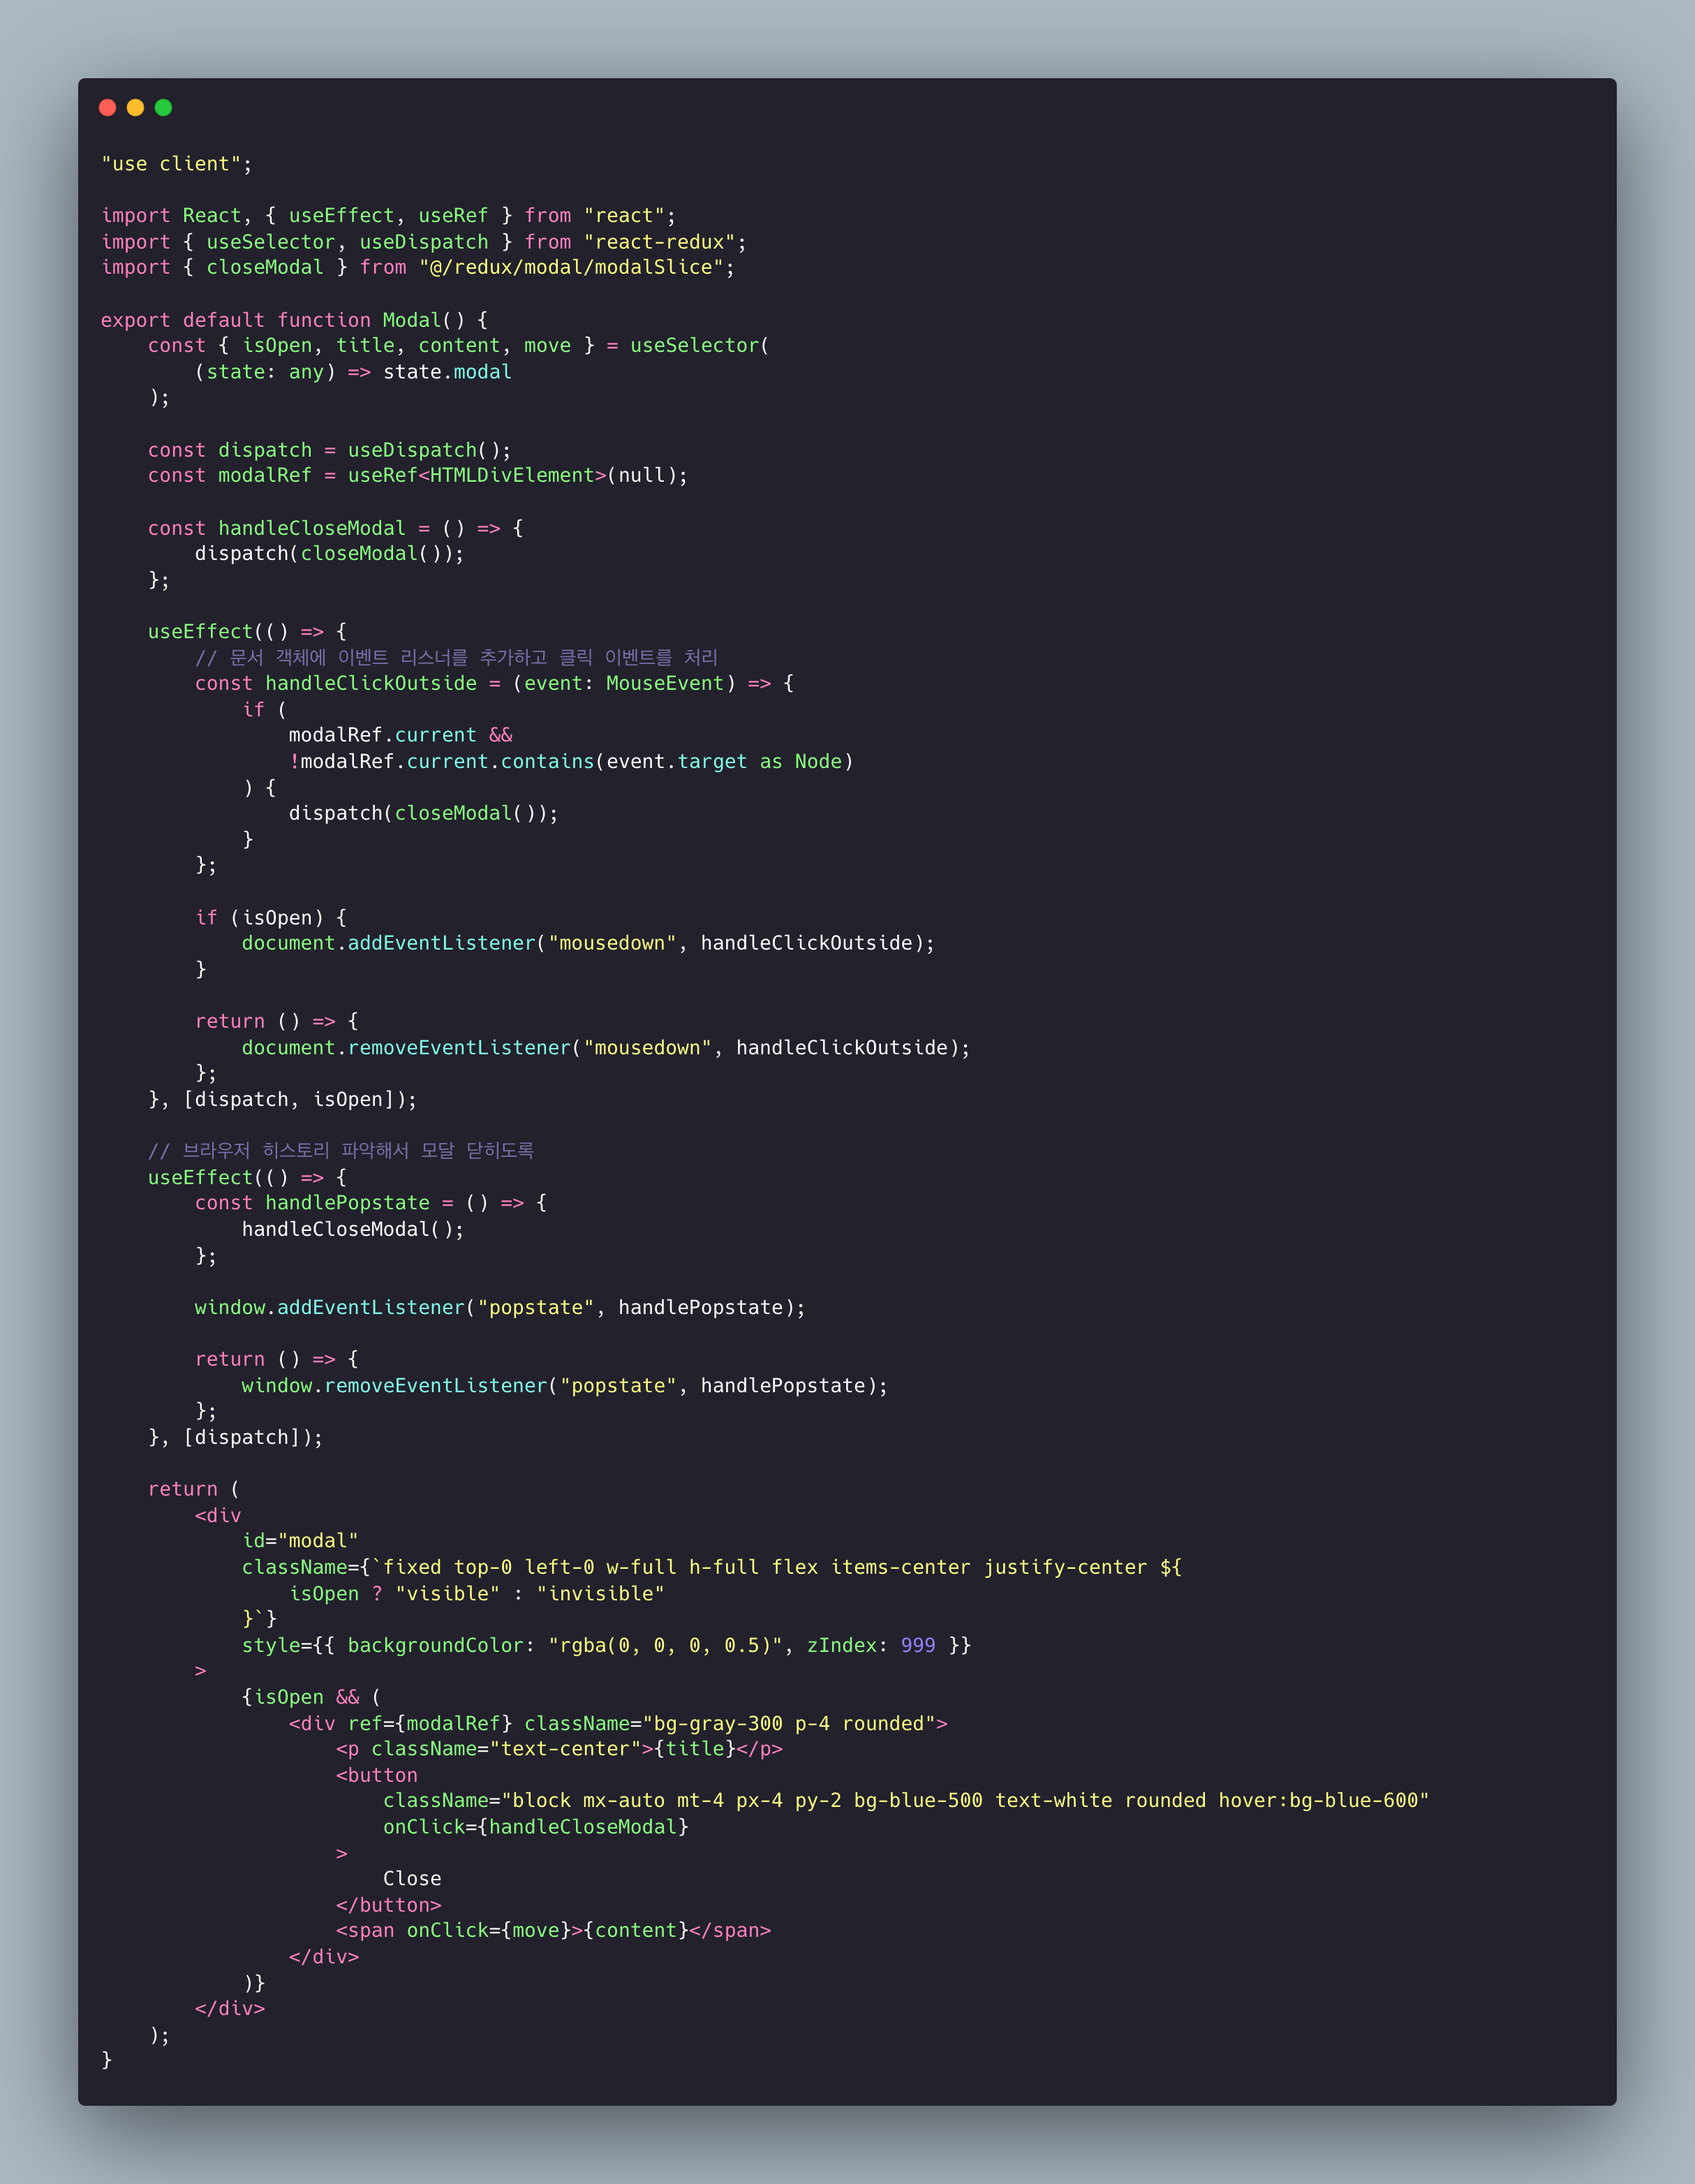 "use client";
import React, { useEffect, useRef } from "react";
import { useSelector, useDispatch } from "react-redux";
import { closeModal } from "@/redux/modal/modalSlice";
export default function Modal() {
    const { isOpen, title, content, move } = useSelector(
        (state: any) => state.modal
    );
    const dispatch = useDispatch();
    const modalRef = useRef<HTMLDivElement>(null);
    const handleCloseModal = () => {
        dispatch(closeModal());
    };
    useEffect(() => {
        // 문서 객체에 이벤트 리스너를 추가하고 클릭 이벤트를 처리
        const handleClickOutside = (event: MouseEvent) => {
            if (
                modalRef.current &&
                !modalRef.current.contains(event.target as Node)
            ) {
                dispatch(closeModal());
            }
        };
        if (isOpen) {
            document.addEventListener("mousedown", handleClickOutside);
        }
        return () => {
            document.removeEventListener("mousedown", handleClickOutside);
        };
    }, [dispatch, isOpen]);
    // 브라우저 히스토리 파악해서 모달 닫히도록
    useEffect(() => {
        const handlePopstate = () => {
            handleCloseModal();
        };
        window.addEventListener("popstate", handlePopstate);
        return () => {
            window.removeEventListener("popstate", handlePopstate);
        };
    }, [dispatch]);
    return (
        <div
            id="modal"
            className={`fixed top-0 left-0 w-full h-full flex items-center justify-center ${
                isOpen ? "visible" : "invisible"
            }`}
            style={{ backgroundColor: "rgba(0, 0, 0, 0.5)", zIndex: 999 }}
        >
            {isOpen && (
                <div ref={modalRef} className="bg-gray-300 p-4 rounded">
                    <p className="text-center">{title}</p>
                    <button
                        className="block mx-auto mt-4 px-4 py-2 bg-blue-500 text-white rounded hover:bg-blue-600"
                        onClick={handleCloseModal}
                    >
                        Close
                    </button>
                    <span onClick={move}>{content}</span>
                </div>
            )}
        </div>
    );
}